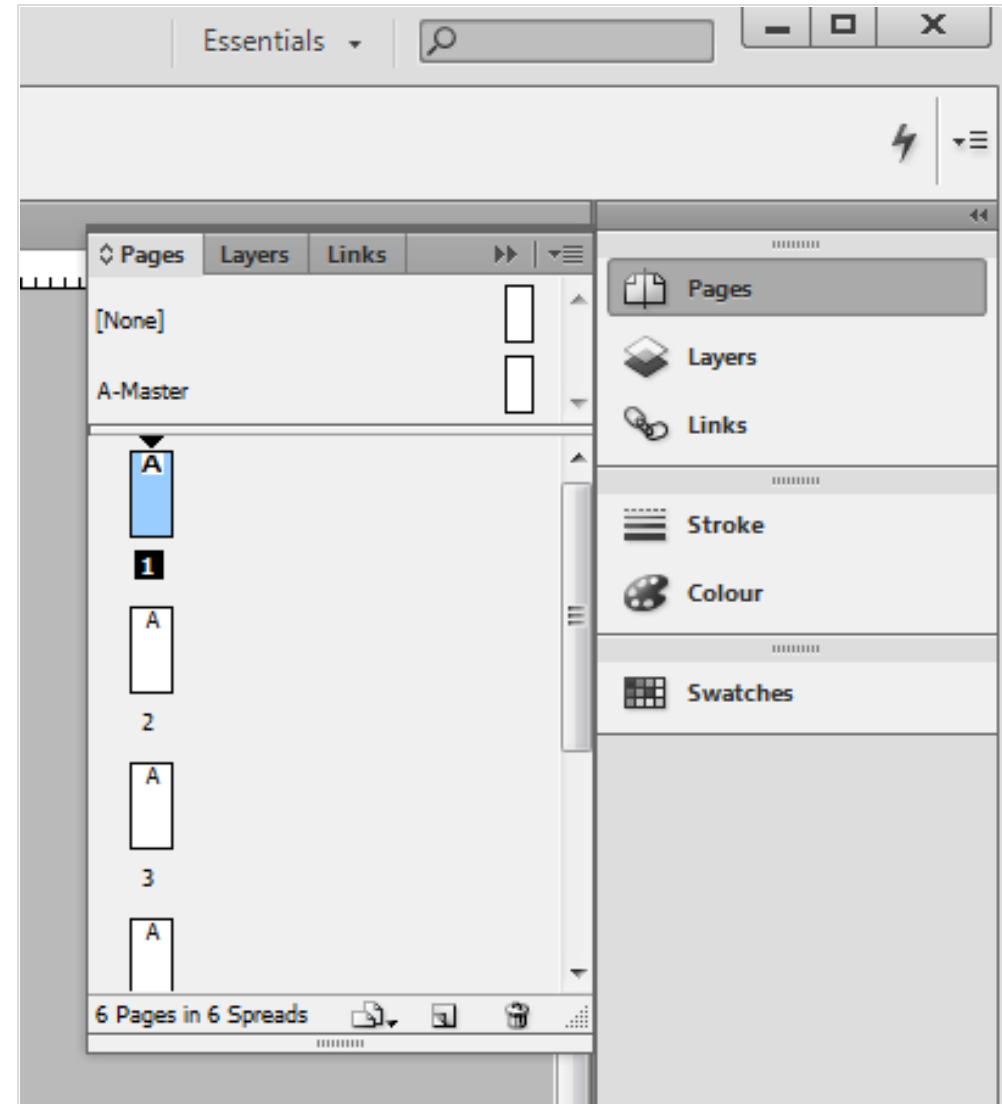 Essentials
Pages Layers Links
[None]
A-Master
A
1
A
2
A
3
A
6 Pages in 6 Spreads
Pages
Layers
Links
Stroke
Colour
Swatches